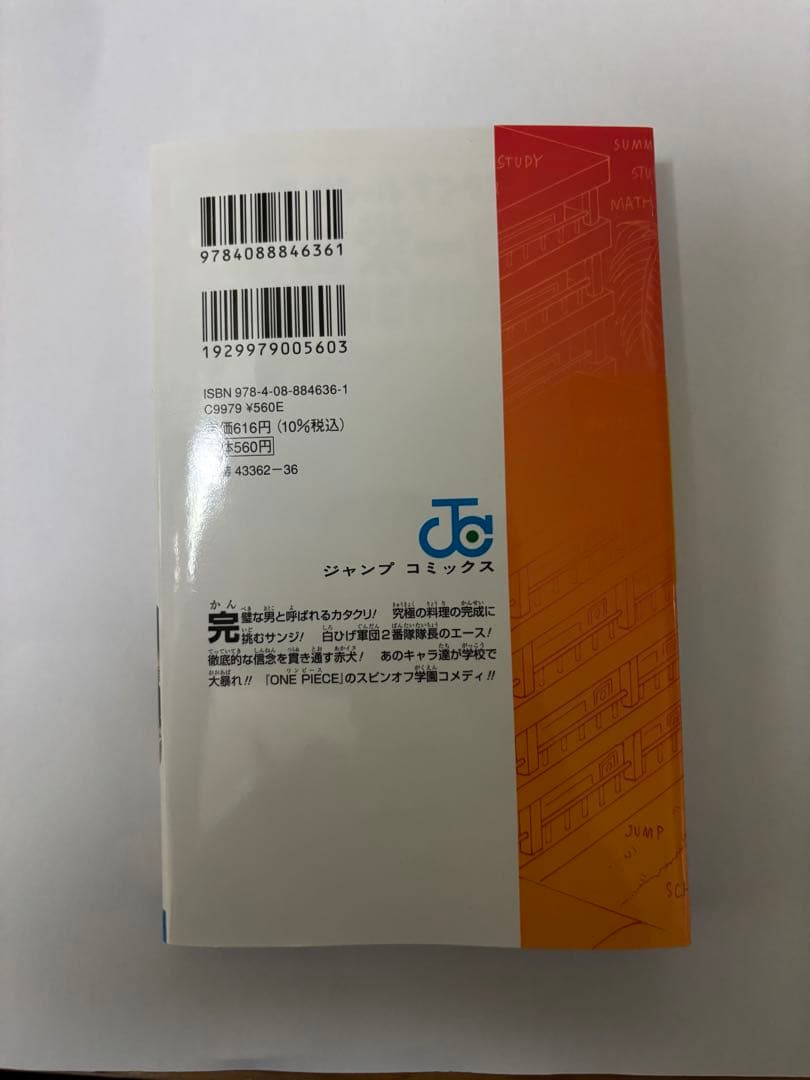 9784088846361
1929979005603
ISBN 978-4-08-884636-1
C9979 ¥560E
価616円(10%税込)
体560円
43362-36
ジャンプ コミックス
完璧な男と呼ばれるカタクリ! 究極の料理の完成に
挑むサンジ! 白ひげ軍団2番隊隊長のエース!
徹底的な信念を貫き通す赤犬! あのキャラ達が学校で
大暴れ!! 『ONE PIECE』のスピンオフ学園コメディ!!
STUDY
SUMM
STU
MATH
JUMP
SCH